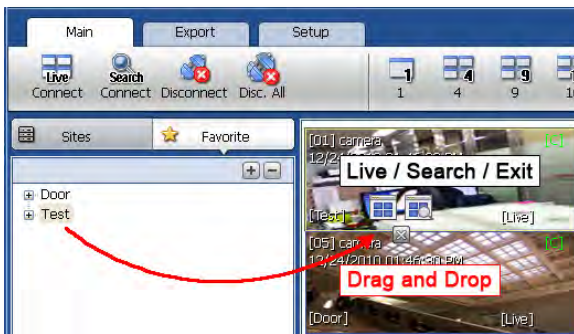 Main Export Setup
Live Search
Connect Connect Disconnect Disc. All 1 4 9
1 4 9
Sites Favorite
[01] camera [C]
Live / Search / Exit
Door
Test
[Test] [Live]
[05] camera [C]
12/24/2010 01:46:30 PM
Drag and Drop
[Door] [Live]